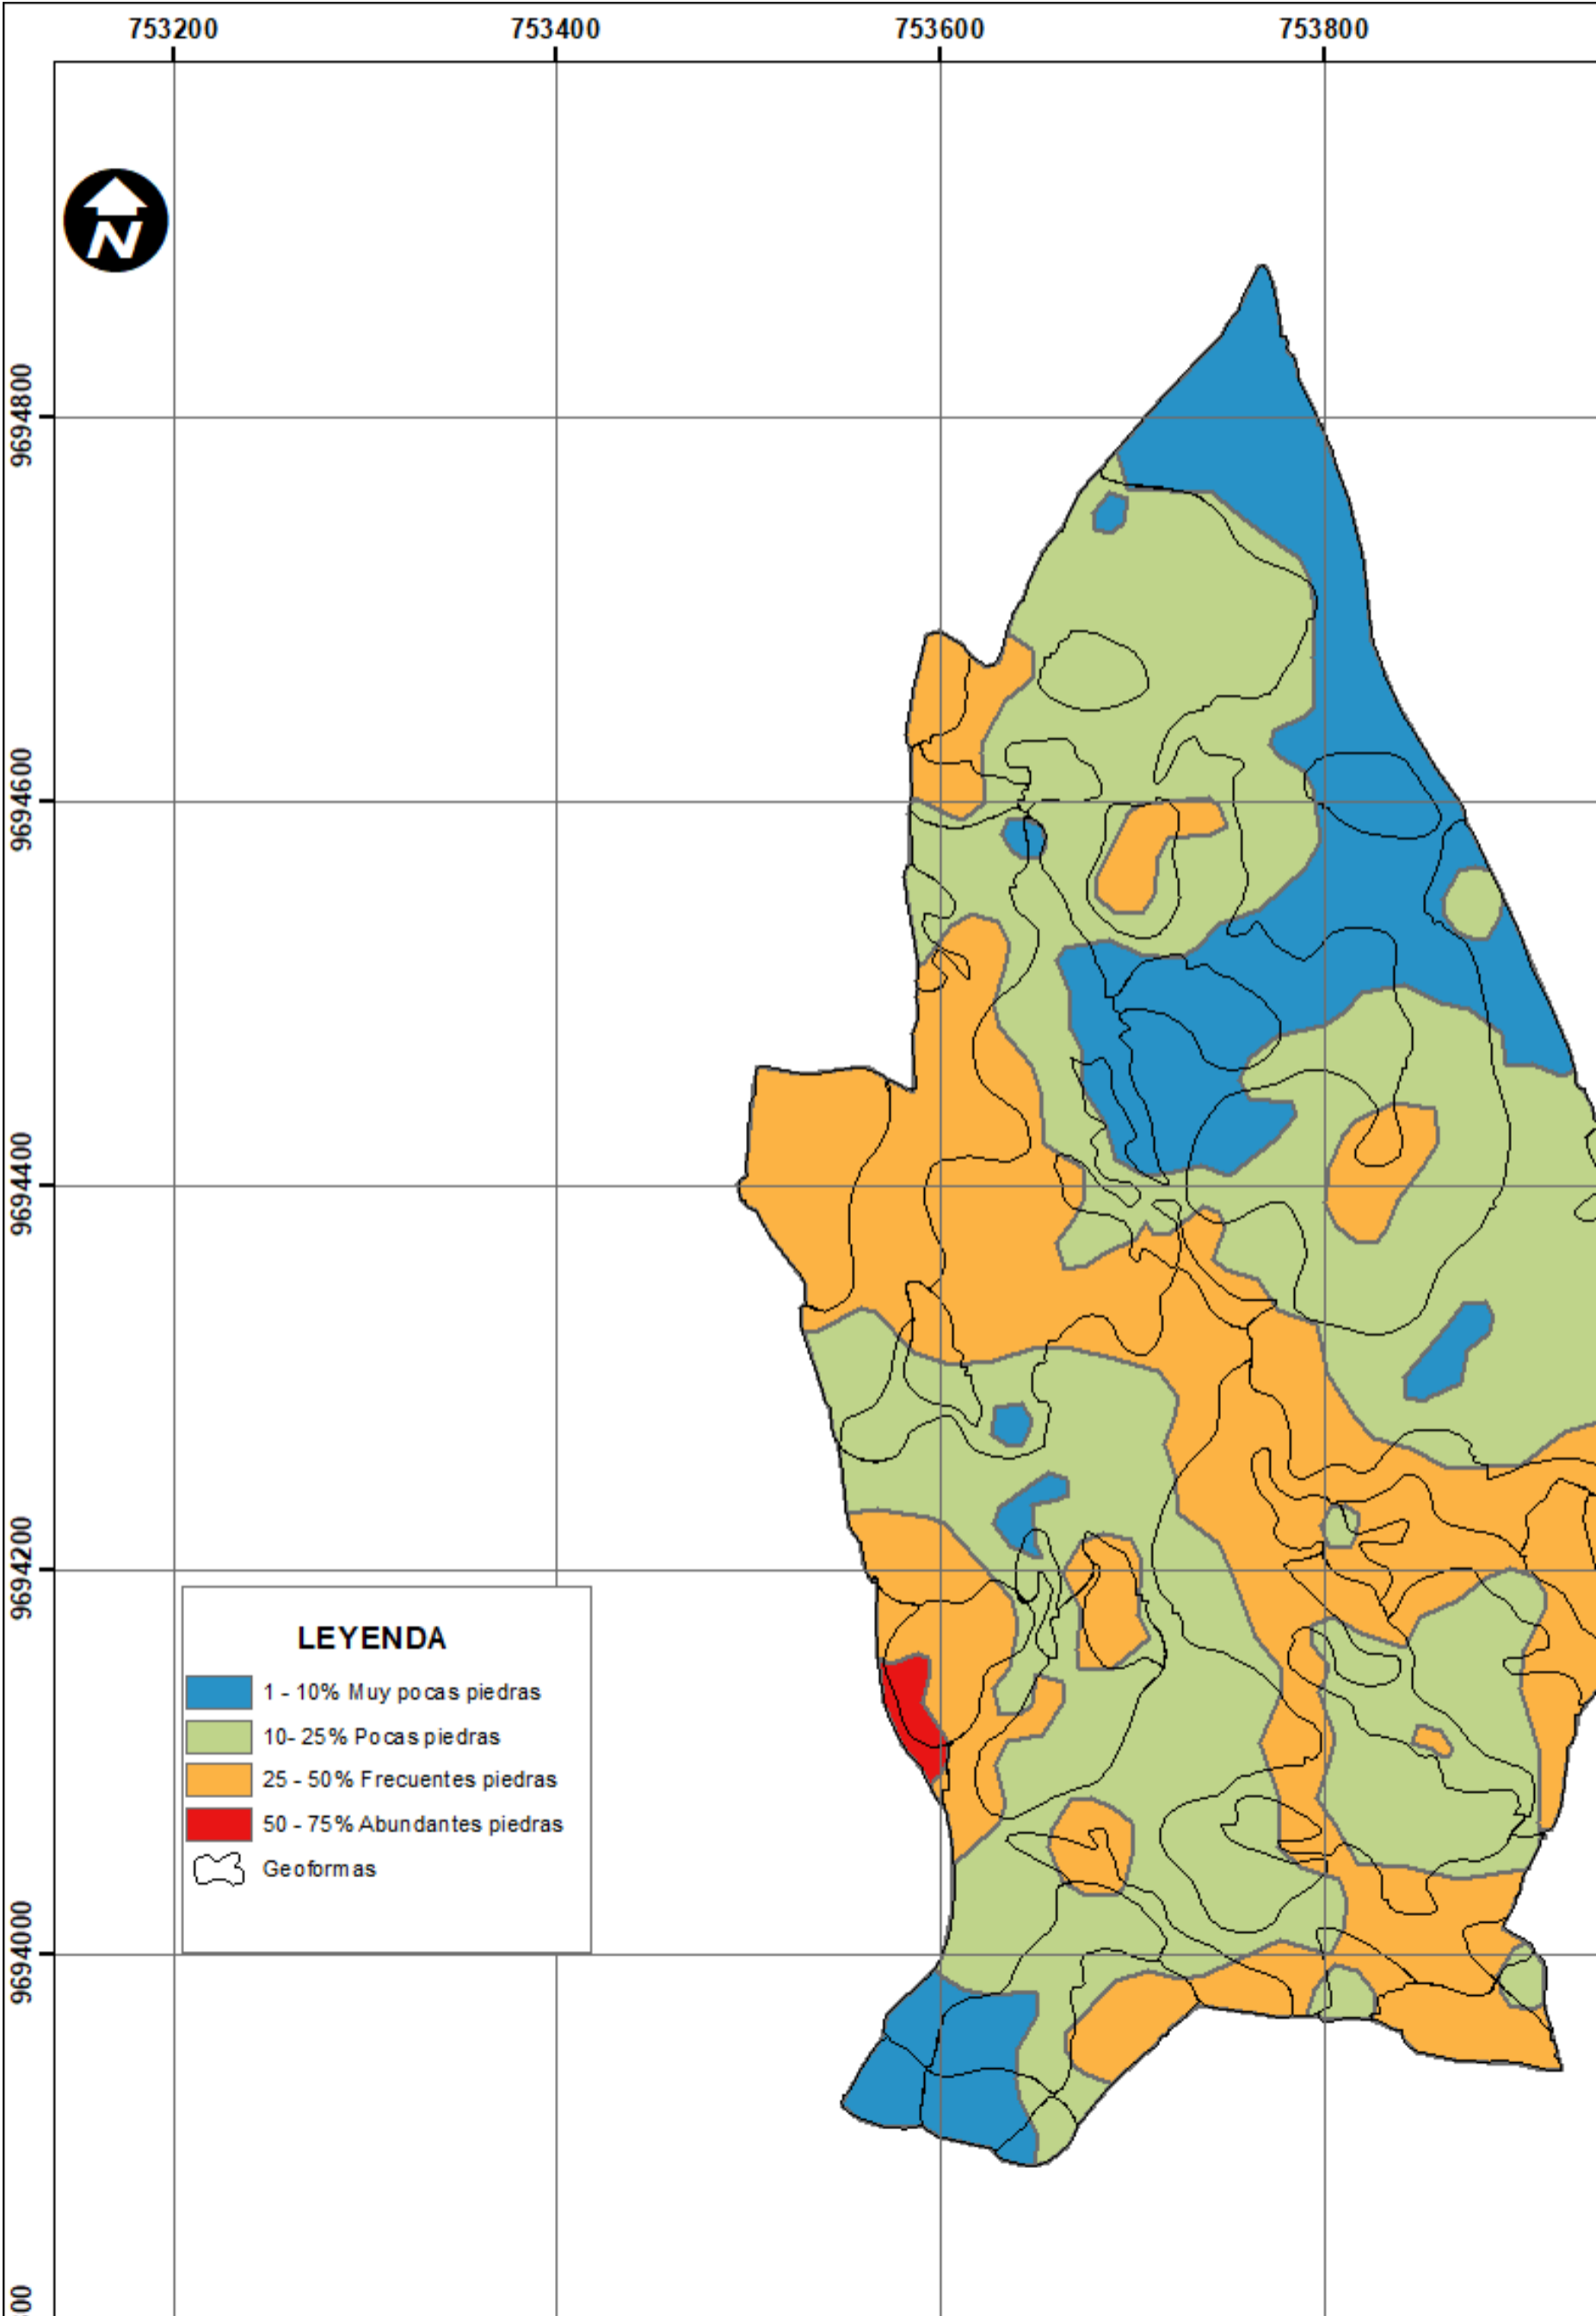 753200 753400 753600 753800
N
9694800
9694600
9694400
9694200
LEYENDA
1 - 10% Muy pocas piedras
10- 25% Pocas piedras
25 - 50% Frecuentes piedras
50 - 75% Abundantes piedras
Geoformas
9694000